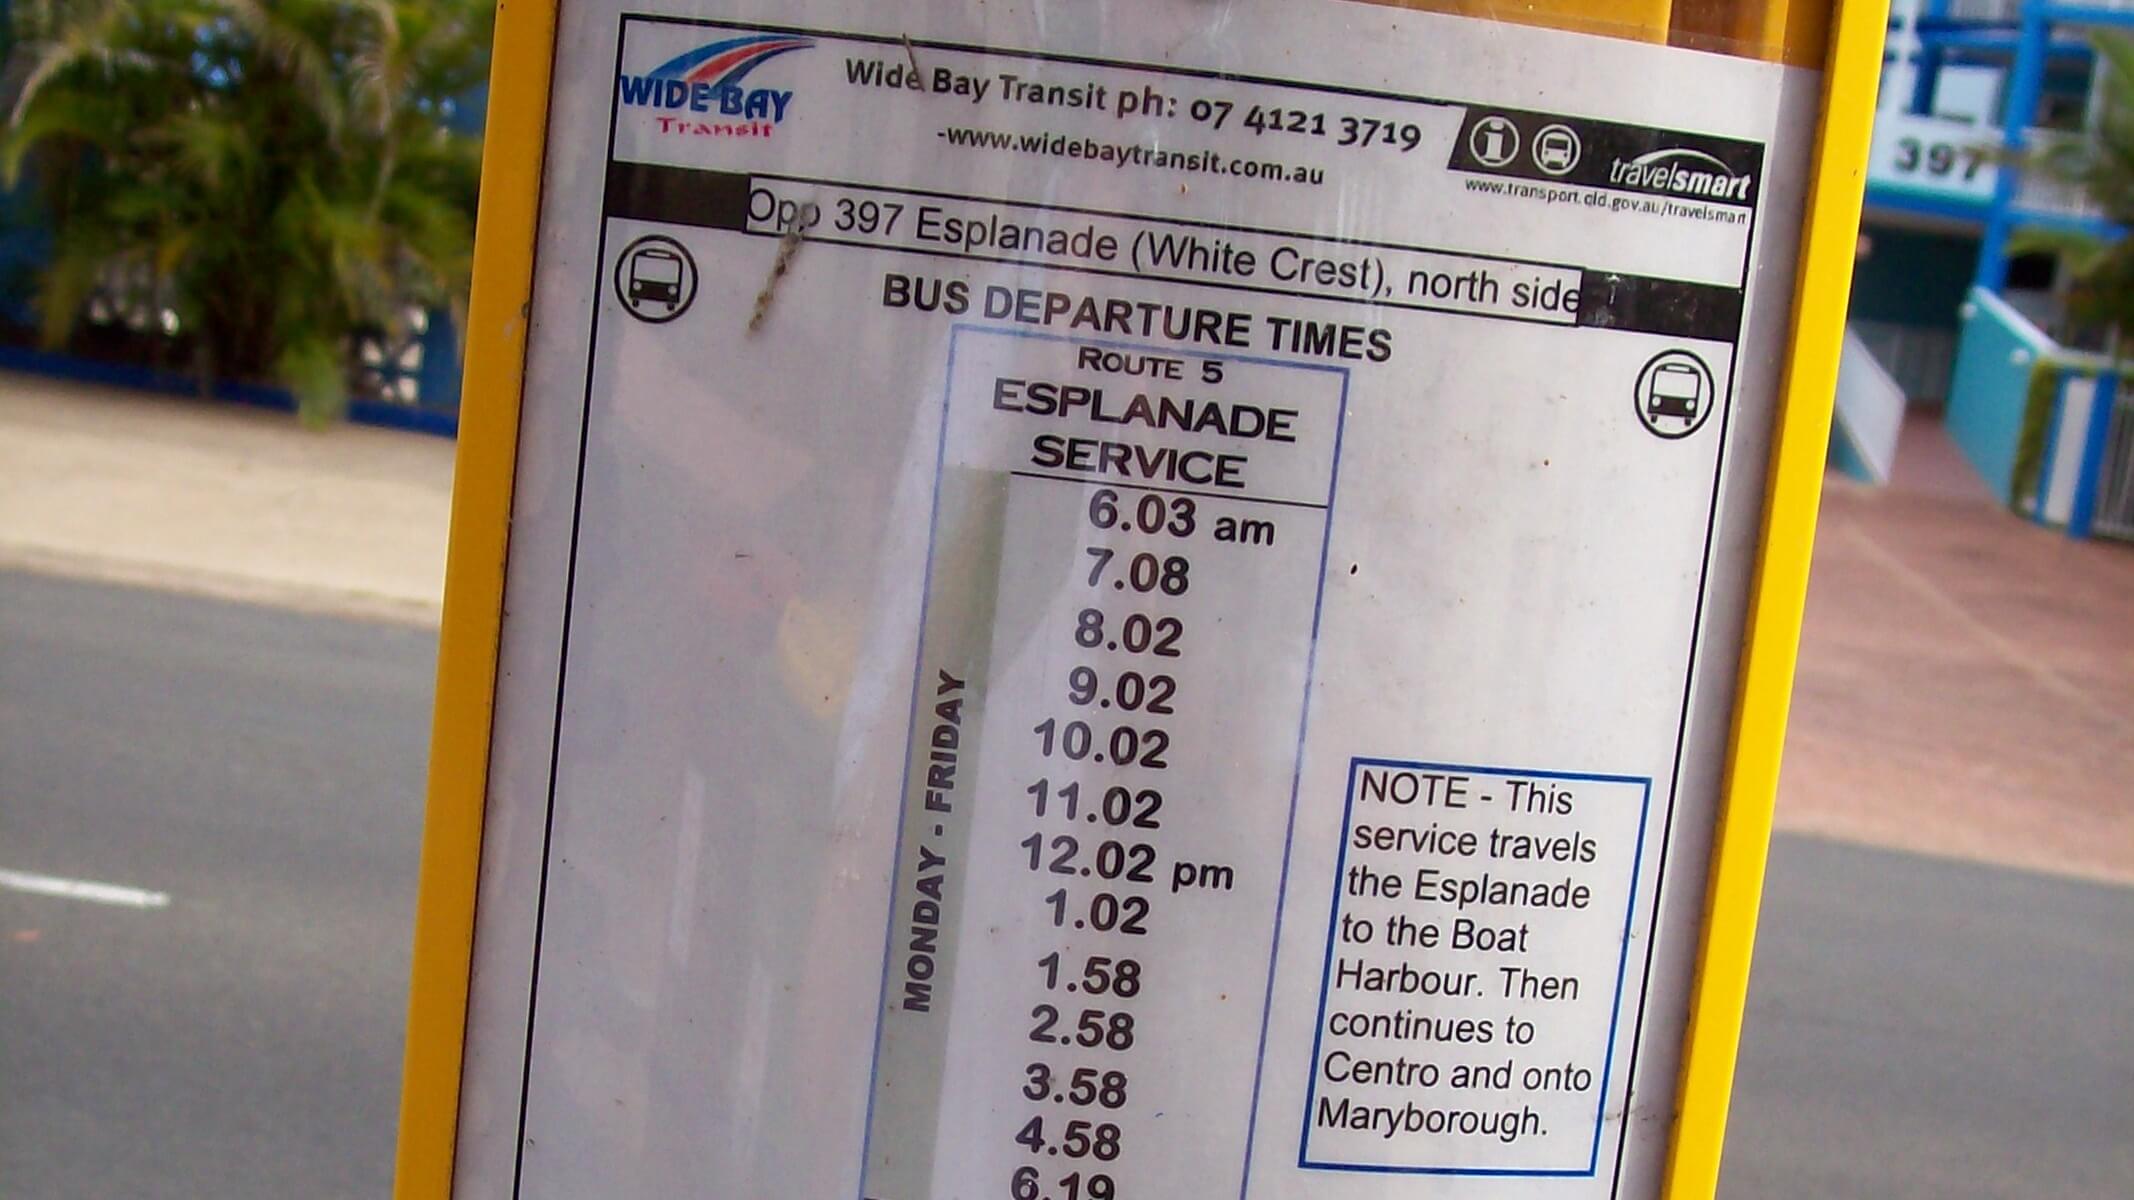 WIDE BAY
Transit
Wide Bay Transit ph: 07 4121 3719
-www.widebaytransit.com.au
travelsmart
www.transport.qld.gov.au/travelsmart
Opp 397 Esplanade (White Crest), north side
BUS DEPARTURE TIMES
ROUTE 5
ESPLANADE
SERVICE
MONDAY - FRIDAY
6.03 am
7.08
8.02
9.02
10.02
11.02
12.02 pm
1.02
1.58
2.58
3.58
4.58
6.19
NOTE - This
service travels
the Esplanade
to the Boat
Harbour. Then
continues to
Centro and onto
Maryborough.
397